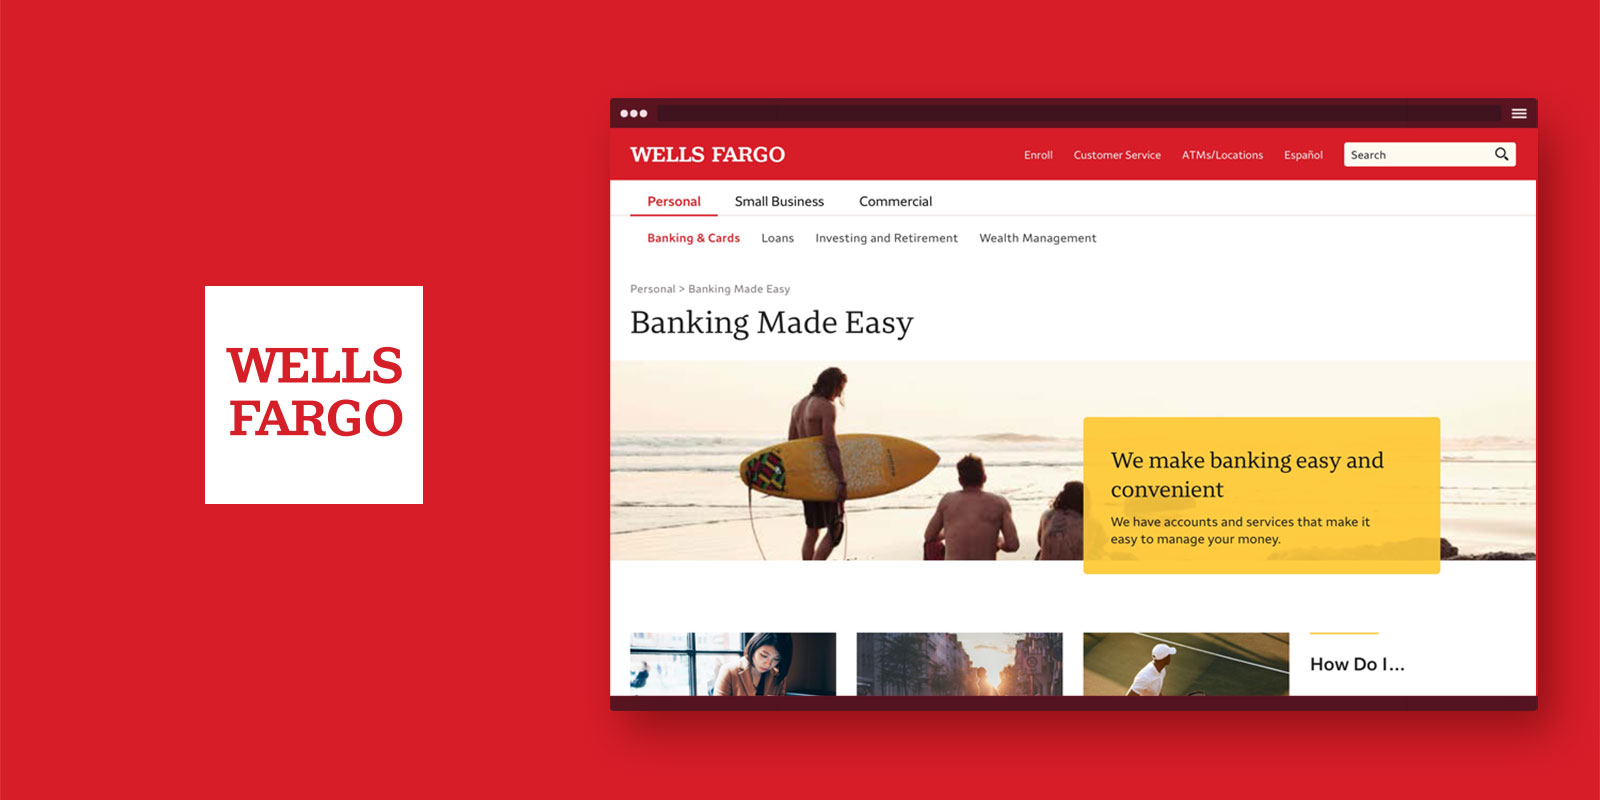 WELLS
FARGO
WELLS FARGO
Enroll Customer Service ATMs/Locations Español Search
Personal Small Business Commercial
Banking & Cards Loans Investing and Retirement Wealth Management
Personal > Banking Made Easy
Banking Made Easy
We make banking easy and
convenient
We have accounts and services that make it
easy to manage your money.
How Do I...